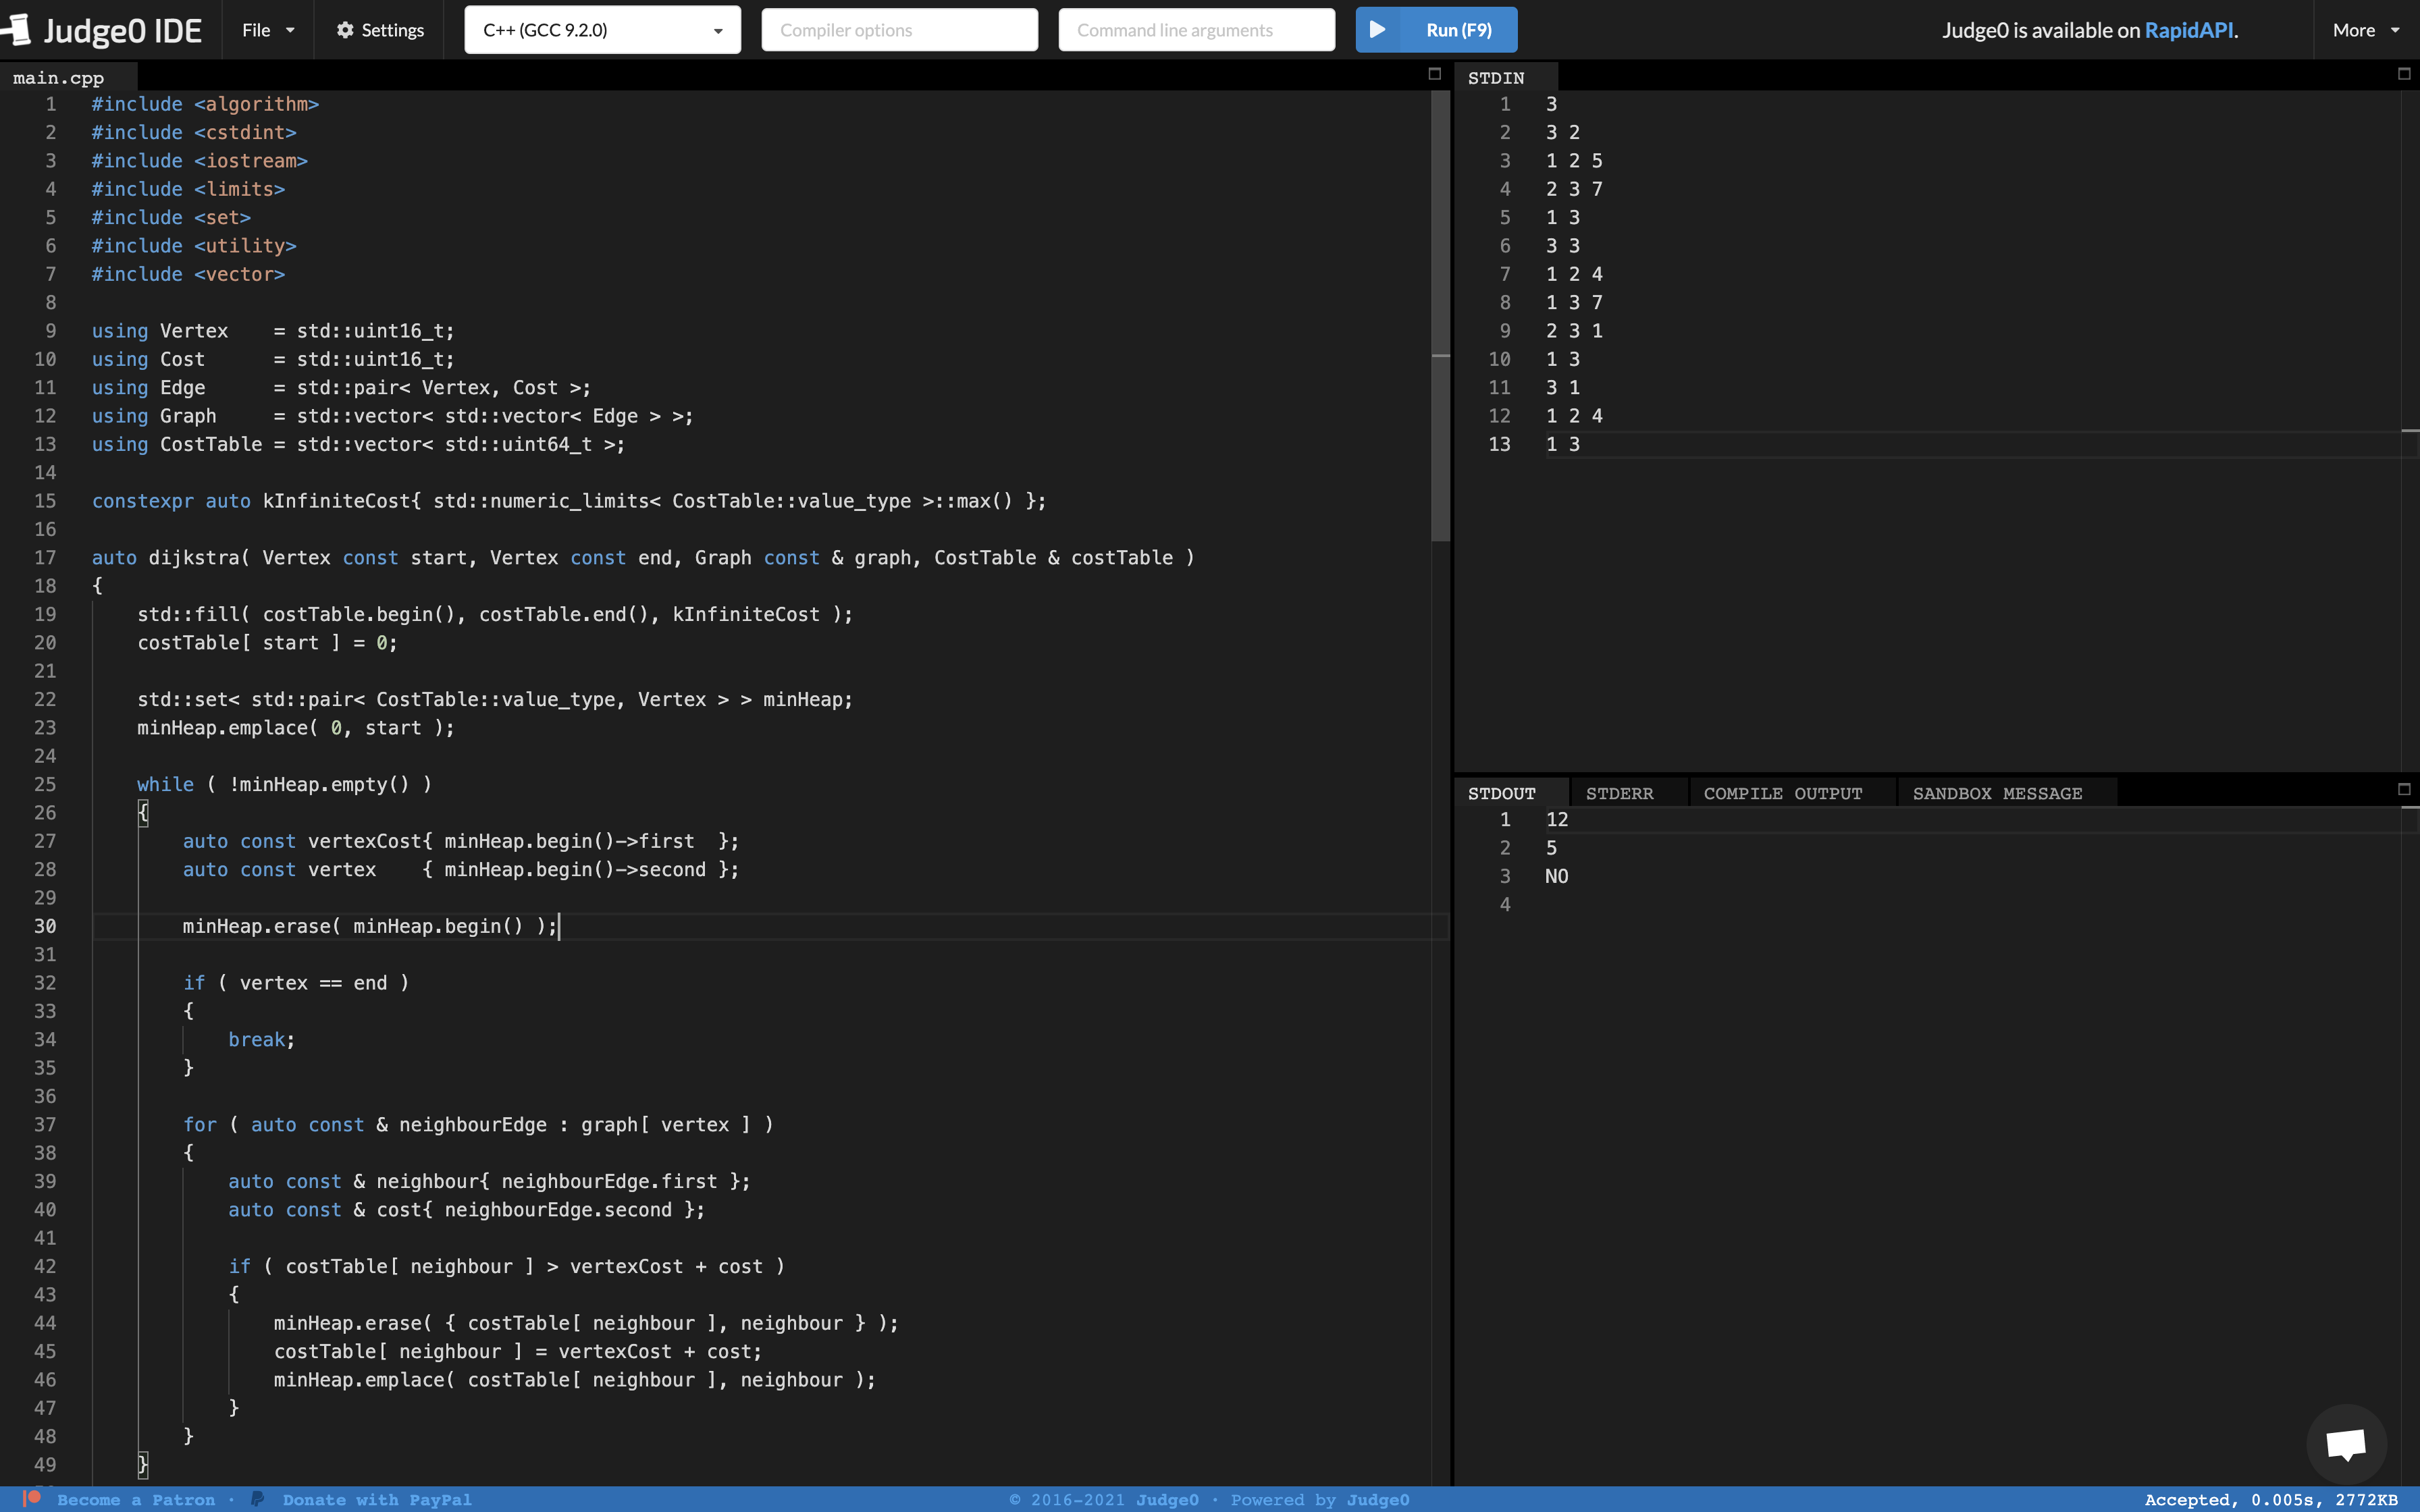 Judge0 IDE
File
Settings
C++ (GCC 9.2.0)
Compiler options
Command line arguments
Run (F9)
Judge0 is available on RapidAPI.
More
main.cpp
1 #include <algorithm>
2 #include <cstdint>
3 #include <iostream>
4 #include <limits>
5 #include <set>
6 #include <utility>
7 #include <vector>
8
9 using Vertex    = std::uint16_t;
10 using Cost      = std::uint16_t;
11 using Edge      = std::pair< Vertex, Cost >;
12 using Graph     = std::vector< std::vector< Edge > >;
13 using CostTable = std::vector< std::uint64_t >;
14
15 constexpr auto kInfiniteCost{ std::numeric_limits< CostTable::value_type >::max() };
16
17 auto dijkstra( Vertex const start, Vertex const end, Graph const & graph, CostTable & costTable )
18 {
19     std::fill( costTable.begin(), costTable.end(), kInfiniteCost );
20     costTable[ start ] = 0;
21
22     std::set< std::pair< CostTable::value_type, Vertex > > minHeap;
23     minHeap.emplace( 0, start );
24
25     while ( !minHeap.empty() )
26     {
27         auto const vertexCost{ minHeap.begin()->first  };
28         auto const vertex    { minHeap.begin()->second };
29
30         minHeap.erase( minHeap.begin() );
31
32         if ( vertex == end )
33         {
34             break;
35         }
36
37         for ( auto const & neighbourEdge : graph[ vertex ] )
38         {
39             auto const & neighbour{ neighbourEdge.first };
40             auto const & cost{ neighbourEdge.second };
41
42             if ( costTable[ neighbour ] > vertexCost + cost )
43             {
44                 minHeap.erase( { costTable[ neighbour ], neighbour } );
45                 costTable[ neighbour ] = vertexCost + cost;
46                 minHeap.emplace( costTable[ neighbour ], neighbour );
47             }
48         }
49     }
STDIN
1 3
2 3 2
3 1 2 5
4 2 3 7
5 1 3
6 3 3
7 1 2 4
8 1 3 7
9 2 3 1
10 1 3
11 3 1
12 1 2 4
13 1 3
STDOUT
STDERR
COMPILE OUTPUT
SANDBOX MESSAGE
1 12
2 5
3 NO
4
Become a Patron · Donate with PayPal
© 2016-2021 Judge0 · Powered by Judge0
Accepted, 0.005s, 2772KB